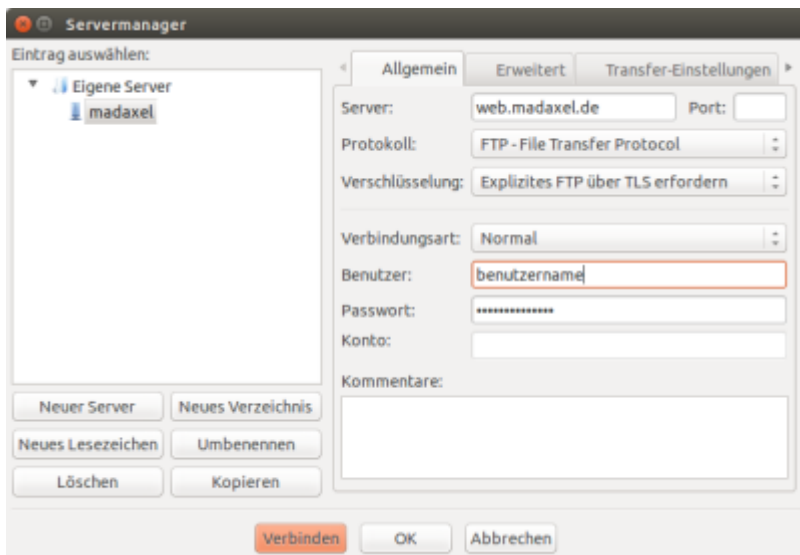 Servermanager
Eintrag auswählen:
Eigene Server
madaxel
Neuer Server Neues Verzeichnis
Neues Lesezeichen Umbenennen
Löschen Kopieren
Allgemein Erweitert Transfer-Einstellungen
Server: web.madaxel.de Port:
Protokoll: FTP - File Transfer Protocol
Verschlüsselung: Explizites FTP über TLS erfordern
Verbindungsart: Normal
Benutzer: benutzername
Passwort: ••••••••••••••
Konto:
Kommentare:
Verbinden OK Abbrechen